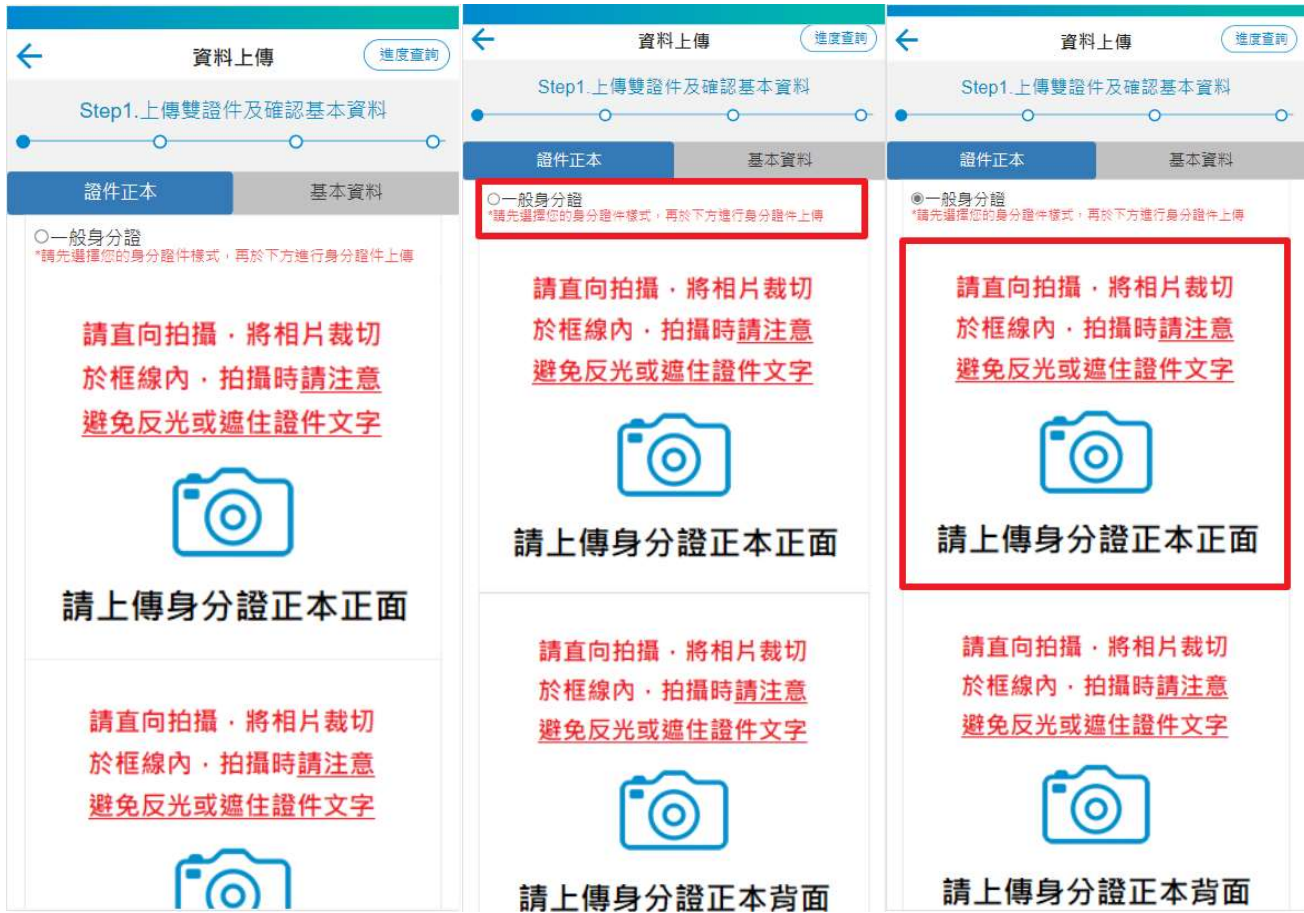 資料上傳
進度查詢
Step1.上傳雙證件及確認基本資料
證件正本
基本資料
一般身分證
*請先選擇您的身分證件樣式，再於下方進行身分證件上傳
請直向拍攝，將相片裁切
於框線內，拍攝時請注意
避免反光或遮住證件文字
請上傳身分證正本正面
請直向拍攝，將相片裁切
於框線內，拍攝時請注意
避免反光或遮住證件文字
資料上傳
進度查詢
Step1.上傳雙證件及確認基本資料
證件正本
基本資料
一般身分證
*請先選擇您的身分證件樣式，再於下方進行身分證件上傳
請直向拍攝，將相片裁切
於框線內，拍攝時請注意
避免反光或遮住證件文字
請上傳身分證正本正面
請直向拍攝，將相片裁切
於框線內，拍攝時請注意
避免反光或遮住證件文字
請上傳身分證正本背面
資料上傳
進度查詢
Step1.上傳雙證件及確認基本資料
證件正本
基本資料
一般身分證
*請先選擇您的身分證件樣式，再於下方進行身分證件上傳
請直向拍攝，將相片裁切
於框線內，拍攝時請注意
避免反光或遮住證件文字
請上傳身分證正本正面
請直向拍攝，將相片裁切
於框線內，拍攝時請注意
避免反光或遮住證件文字
請上傳身分證正本背面